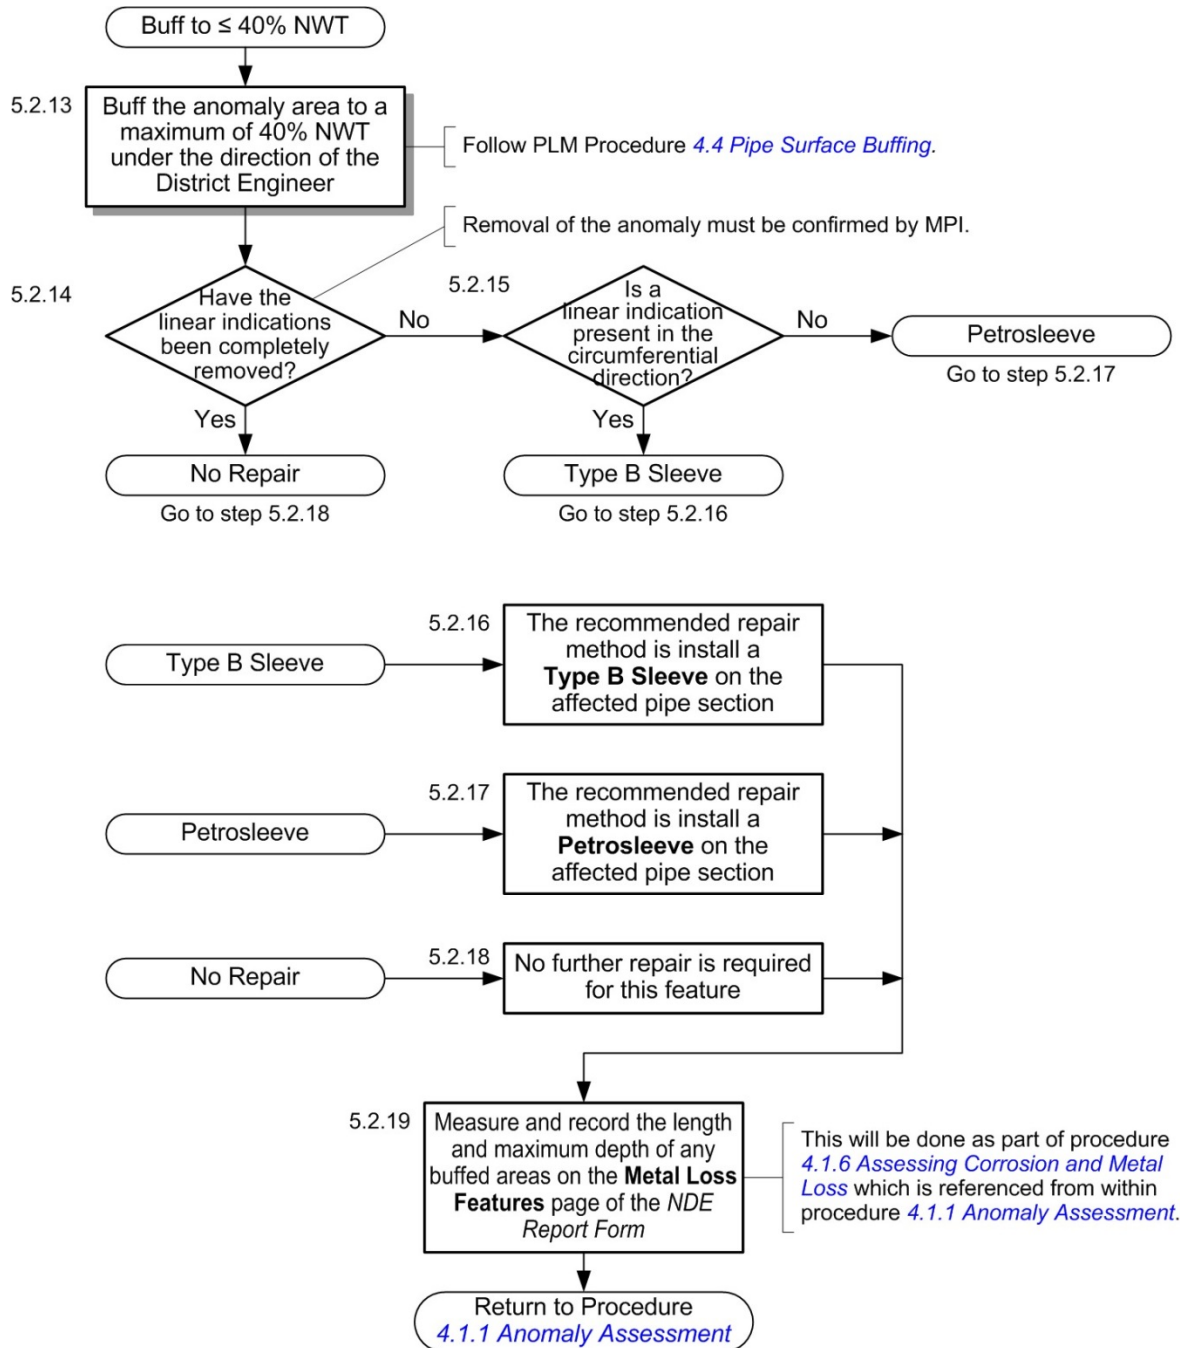 Buff to ≤ 40% NWT
5.2.13
Buff the anomaly area to a
maximum of 40% NWT
under the direction of the
District Engineer
Follow PLM Procedure 4.4 Pipe Surface Buffing.
Removal of the anomaly must be confirmed by MPI.
5.2.14
Have the
linear indications
been completely
removed?
No
Yes
5.2.15
Is a
linear indication
present in the
circumferential
direction?
No
Yes
Petrosleeve
Go to step 5.2.17
No Repair
Go to step 5.2.18
Type B Sleeve
Go to step 5.2.16
Type B Sleeve
5.2.16
The recommended repair
method is install a
Type B Sleeve on the
affected pipe section
Petrosleeve
5.2.17
The recommended repair
method is install a
Petrosleeve on the
affected pipe section
No Repair
5.2.18
No further repair is required
for this feature
5.2.19
Measure and record the length
and maximum depth of any
buffed areas on the Metal Loss
Features page of the NDE
Report Form
This will be done as part of procedure
4.1.6 Assessing Corrosion and Metal
Loss which is referenced from within
procedure 4.1.1 Anomaly Assessment.
Return to Procedure
4.1.1 Anomaly Assessment